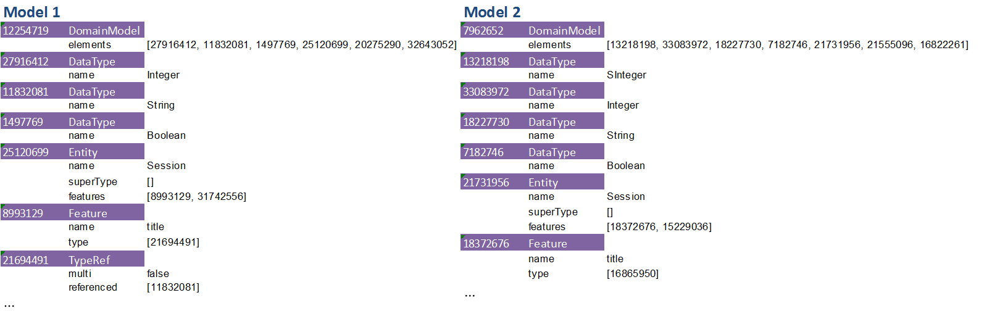 Model 1
12254719 DomainModel
elements [27916412, 11832081, 1497769, 25120699, 20275290, 32643052]
27916412 DataType
name Integer
11832081 DataType
name String
1497769 DataType
name Boolean
25120699 Entity
name Session
superType []
features [8993129, 31742556]
8993129 Feature
name title
type [21694491]
21694491 TypeRef
multi false
referenced [11832081]
...
Model 2
7962652 DomainModel
elements [13218198, 33083972, 18227730, 7182746, 21731956, 21555096, 16822261]
13218198 DataType
name SInteger
33083972 DataType
name Integer
18227730 DataType
name String
7182746 DataType
name Boolean
21731956 Entity
name Session
superType []
features [18372676, 15229036]
18372676 Feature
name title
type [16865950]
...